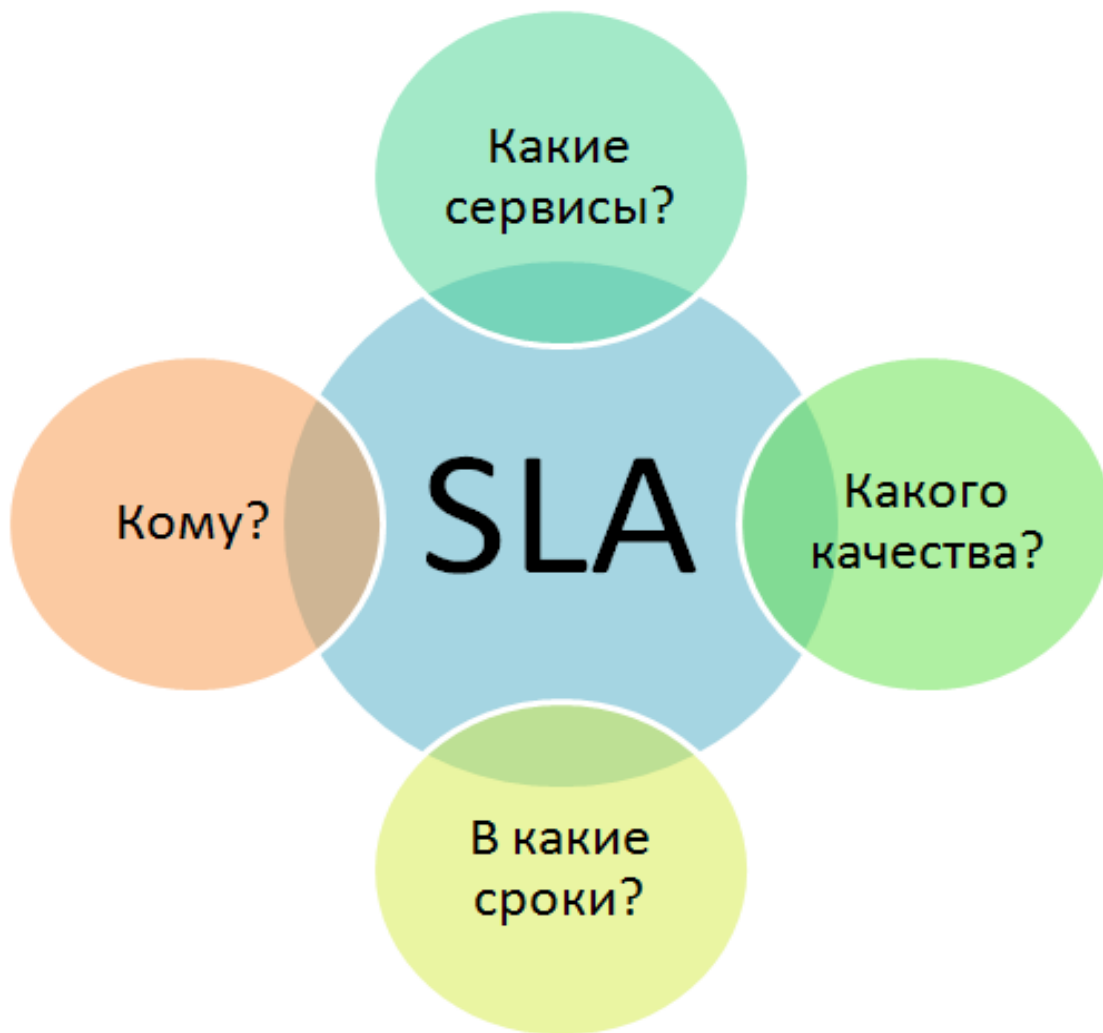 Какие
сервисы?
Кому?
SLA
Какого
качества?
В какие
сроки?